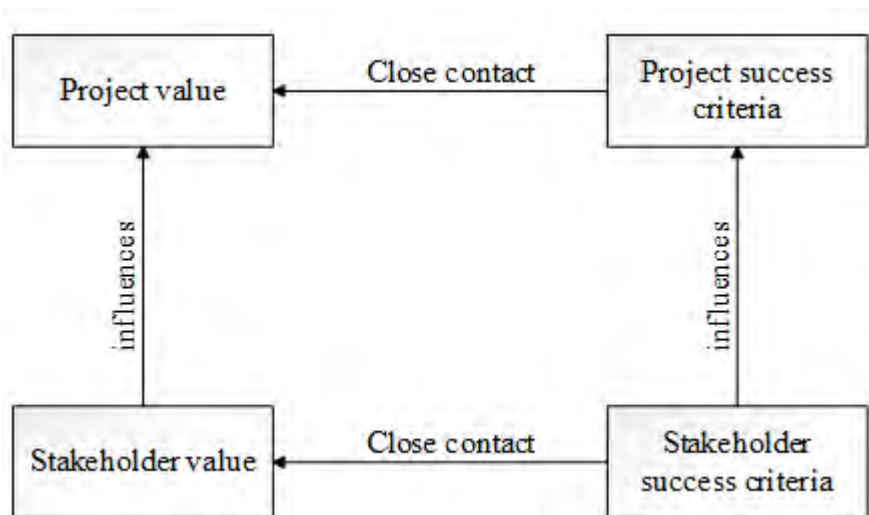 Project value
Close contact
Project success
criteria
influences
influences
Stakeholder value
Close contact
Stakeholder
success criteria